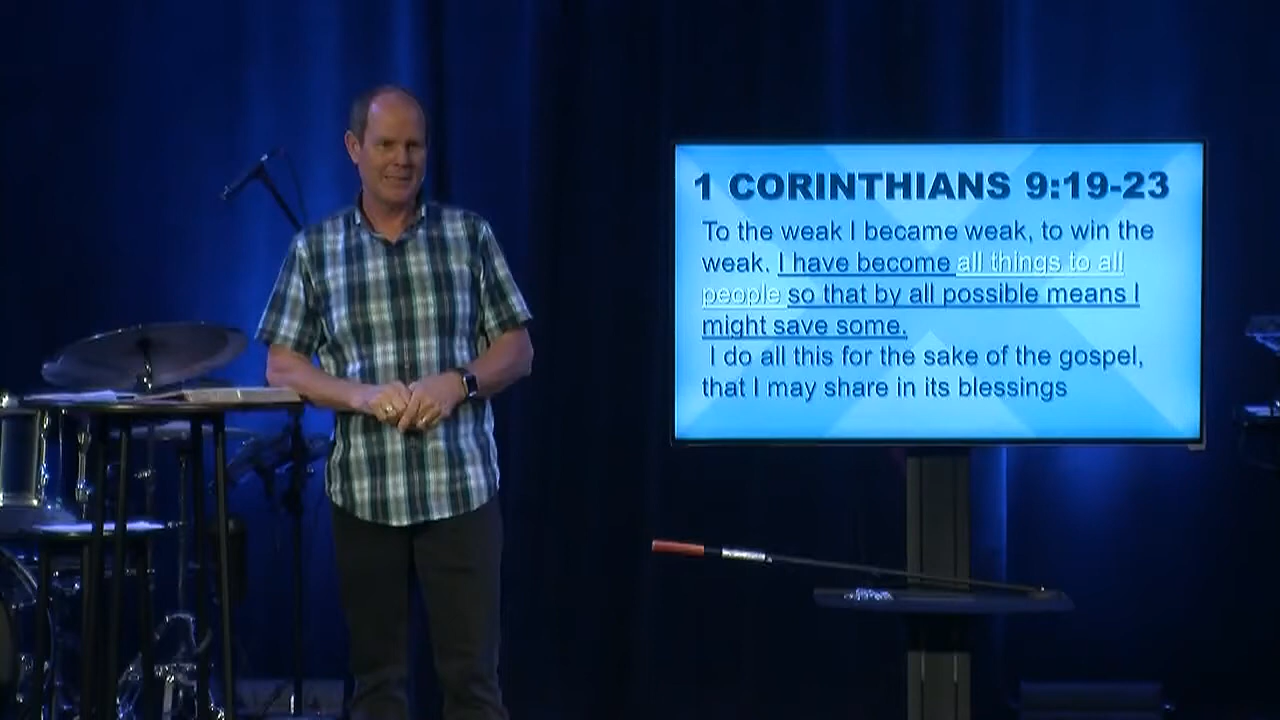 1 CORINTHIANS 9:19-23
To the weak I became weak, to win the
weak. I have become all things to all
people so that by all possible means I
might save some.
I do all this for the sake of the gospel,
that I may share in its blessings